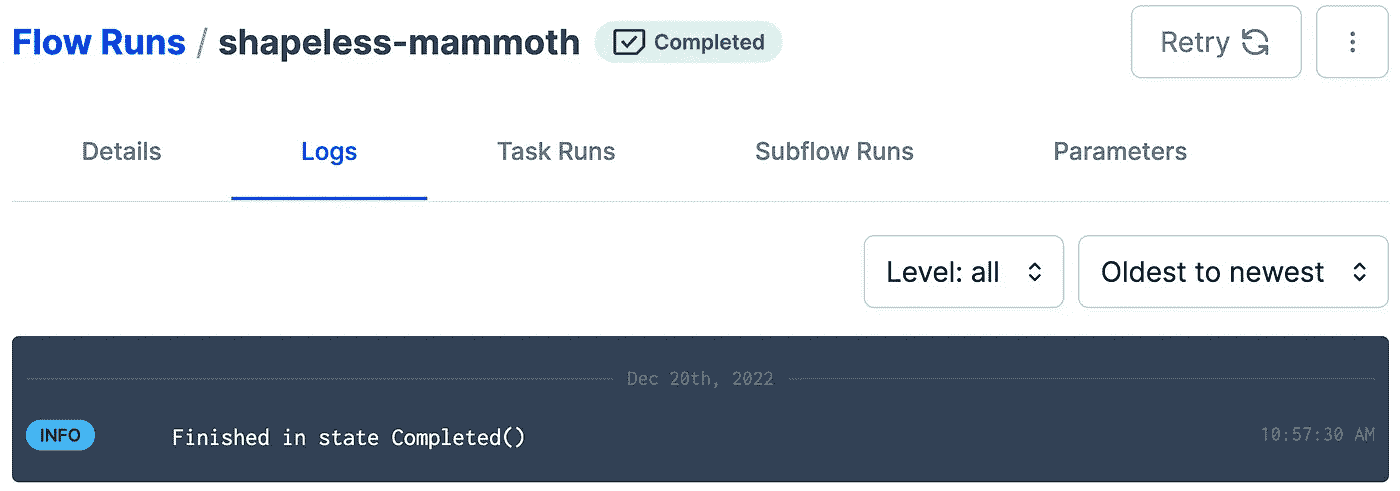 Flow Runs / shapeless-mammoth Completed Retry
Details Logs Task Runs Subflow Runs Parameters
Level: all Oldest to newest
Dec 20th, 2022
INFO Finished in state Completed() 10:57:30 AM